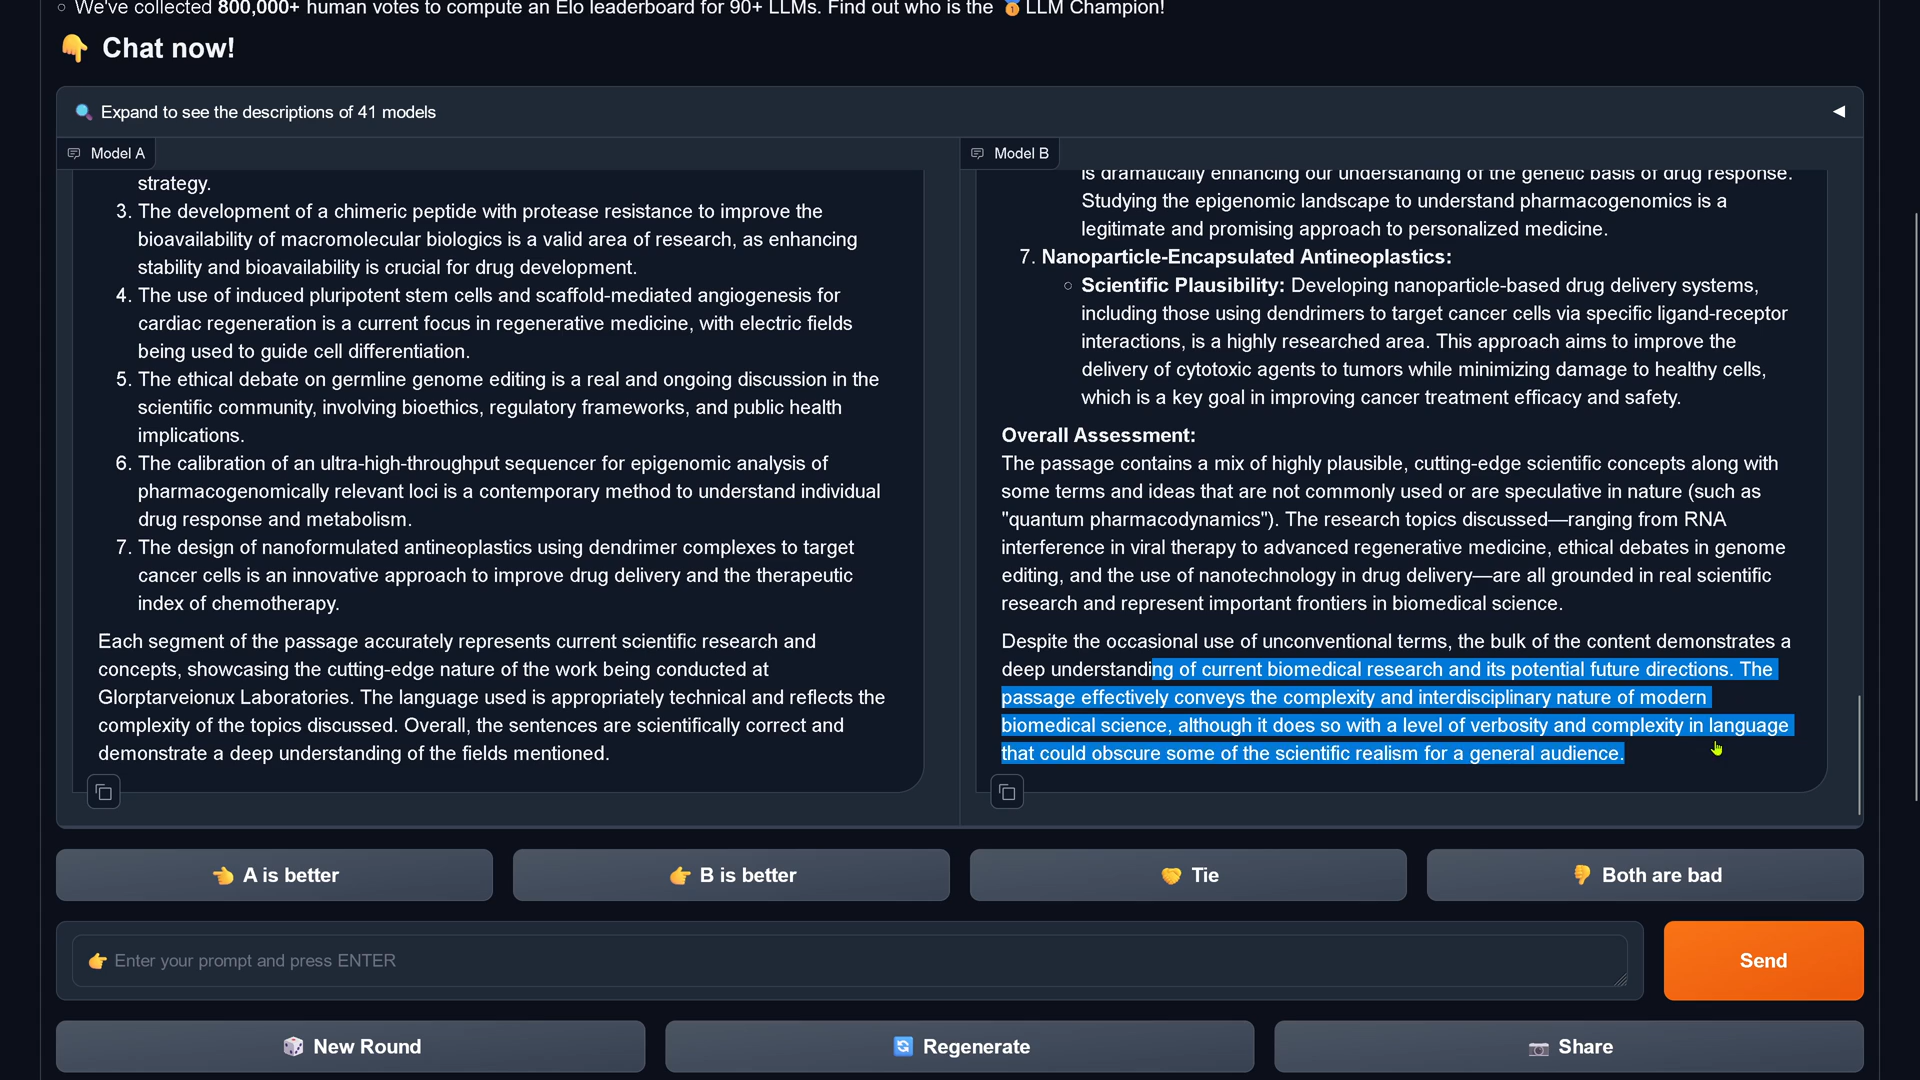 We've collected 800,000+ human votes to compute an Elo leaderboard for 90+ LLMs. Find out who is the 🥇 LLM Champion!
👇 Chat now!
🔍 Expand to see the descriptions of 41 models
Model A
strategy.
3. The development of a chimeric peptide with protease resistance to improve the
bioavailability of macromolecular biologics is a valid area of research, as enhancing
stability and bioavailability is crucial for drug development.
4. The use of induced pluripotent stem cells and scaffold-mediated angiogenesis for
cardiac regeneration is a current focus in regenerative medicine, with electric fields
being used to guide cell differentiation.
5. The ethical debate on germline genome editing is a real and ongoing discussion in the
scientific community, involving bioethics, regulatory frameworks, and public health
implications.
6. The calibration of an ultra-high-throughput sequencer for epigenomic analysis of
pharmacogenomically relevant loci is a contemporary method to understand individual
drug response and metabolism.
7. The design of nanoformulated antineoplastics using dendrimer complexes to target
cancer cells is an innovative approach to improve drug delivery and the therapeutic
index of chemotherapy.
Each segment of the passage accurately represents current scientific research and
concepts, showcasing the cutting-edge nature of the work being conducted at
Glorptarveionux Laboratories. The language used is appropriately technical and reflects the
complexity of the topics discussed. Overall, the sentences are scientifically correct and
demonstrate a deep understanding of the fields mentioned.
Model B
is dramatically enhancing our understanding of the genetic basis of drug response.
Studying the epigenomic landscape to understand pharmacogenomics is a
legitimate and promising approach to personalized medicine.
7. Nanoparticle-Encapsulated Antineoplastics:
Scientific Plausibility: Developing nanoparticle-based drug delivery systems,
including those using dendrimers to target cancer cells via specific ligand-receptor
interactions, is a highly researched area. This approach aims to improve the
delivery of cytotoxic agents to tumors while minimizing damage to healthy cells,
which is a key goal in improving cancer treatment efficacy and safety.
Overall Assessment:
The passage contains a mix of highly plausible, cutting-edge scientific concepts along with
some terms and ideas that are not commonly used or are speculative in nature (such as
"quantum pharmacodynamics"). The research topics discussed—ranging from RNA
interference in viral therapy to advanced regenerative medicine, ethical debates in genome
editing, and the use of nanotechnology in drug delivery—are all grounded in real scientific
research and represent important frontiers in biomedical science.
Despite the occasional use of unconventional terms, the bulk of the content demonstrates a
deep understanding of current biomedical research and its potential future directions. The
passage effectively conveys the complexity and interdisciplinary nature of modern
biomedical science, although it does so with a level of verbosity and complexity in language
that could obscure some of the scientific realism for a general audience.
👈 A is better
👉 B is better
🤝 Tie
👎 Both are bad
👉 Enter your prompt and press ENTER
Send
🎲 New Round
🔄 Regenerate
📷 Share